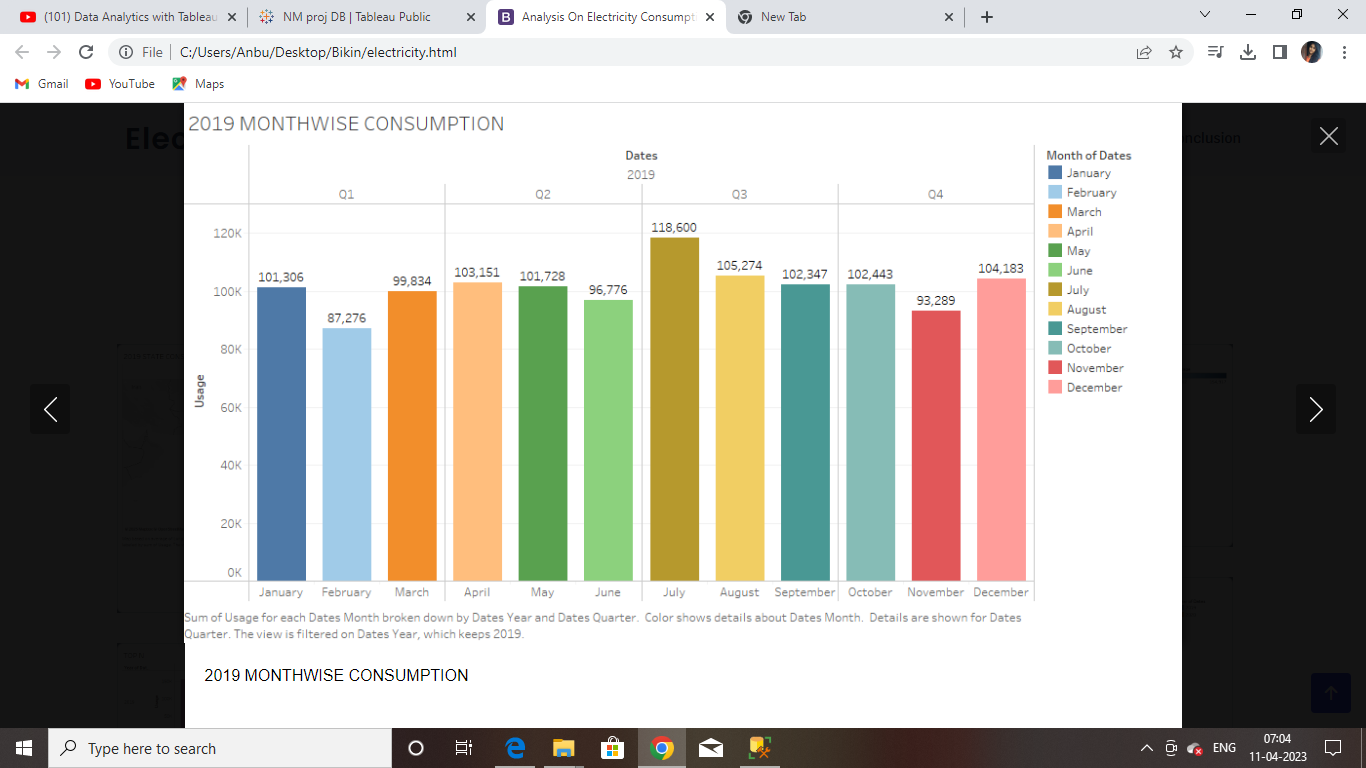 (101) Data Analytics with Tableau
NM proj DB | Tableau Public
Analysis On Electricity Consumpt
New Tab
File
C:/Users/Anbu/Desktop/Bikin/electricity.html
Gmail
YouTube
Maps
Elec
nclusion
2019 MONTHWISE CONSUMPTION
Dates
2019
Q1 Q2 Q3 Q4
Usage
120K
100K
80K
60K
40K
20K
0K
101,306
87,276
99,834
103,151
101,728
96,776
118,600
105,274
102,347
102,443
93,289
104,183
January February March April May June July August September October November December
Month of Dates
January
February
March
April
May
June
July
August
September
October
November
December
Sum of Usage for each Dates Month broken down by Dates Year and Dates Quarter. Color shows details about Dates Month. Details are shown for Dates
Quarter. The view is filtered on Dates Year, which keeps 2019.
2019 MONTHWISE CONSUMPTION
Type here to search
ENG
07:04
11-04-2023